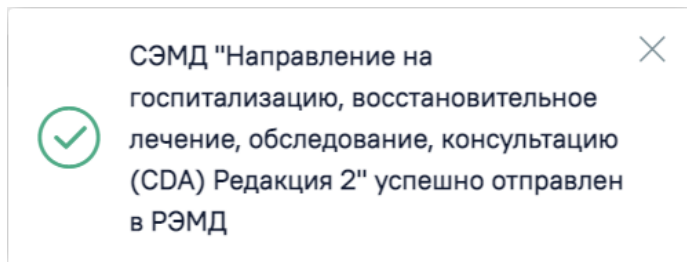 СЭМД "Направление на
госпитализацию, восстановительное
лечение, обследование, консультацию
(CDA) Редакция 2" успешно отправлен
в РЭМД